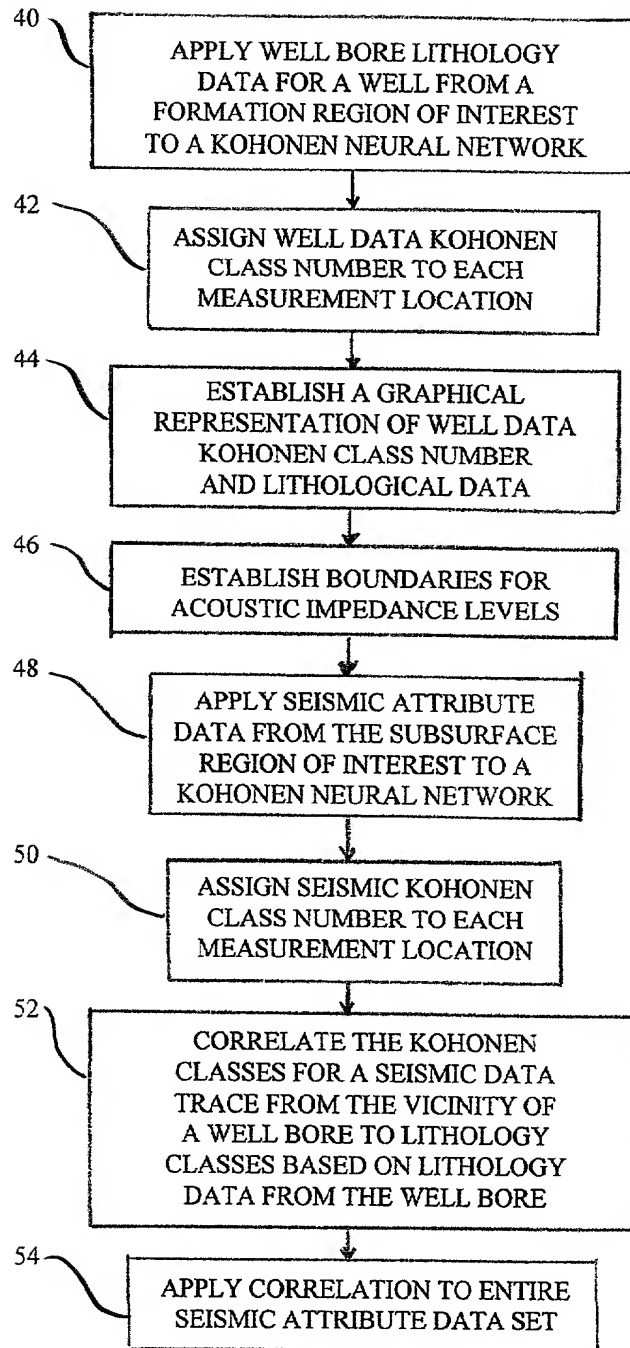 40
APPLY WELL BORE LITHOLOGY
DATA FOR A WELL FROM A
FORMATION REGION OF INTEREST
TO A KOHONEN NEURAL NETWORK
42
ASSIGN WELL DATA KOHONEN
CLASS NUMBER TO EACH
MEASUREMENT LOCATION
44
ESTABLISH A GRAPHICAL
REPRESENTATION OF WELL DATA
KOHONEN CLASS NUMBER
AND LITHOLOGICAL DATA
46
ESTABLISH BOUNDARIES FOR
ACOUSTIC IMPEDANCE LEVELS
48
APPLY SEISMIC ATTRIBUTE
DATA FROM THE SUBSURFACE
REGION OF INTEREST TO A
KOHONEN NEURAL NETWORK
50
ASSIGN SEISMIC KOHONEN
CLASS NUMBER TO EACH
MEASUREMENT LOCATION
52
CORRELATE THE KOHONEN
CLASSES FOR A SEISMIC DATA
TRACE FROM THE VICINITY OF
A WELL BORE TO LITHOLOGY
CLASSES BASED ON LITHOLOGY
DATA FROM THE WELL BORE
54
APPLY CORRELATION TO ENTIRE
SEISMIC ATTRIBUTE DATA SET